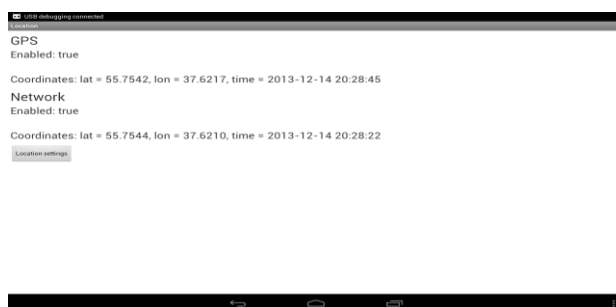 USB debugging connected
Location
GPS
Enabled: true
Coordinates: lat = 55.7542, lon = 37.6217, time = 2013-12-14 20:28:45
Network
Enabled: true
Coordinates: lat = 55.7544, lon = 37.6210, time = 2013-12-14 20:28:22
Location settings